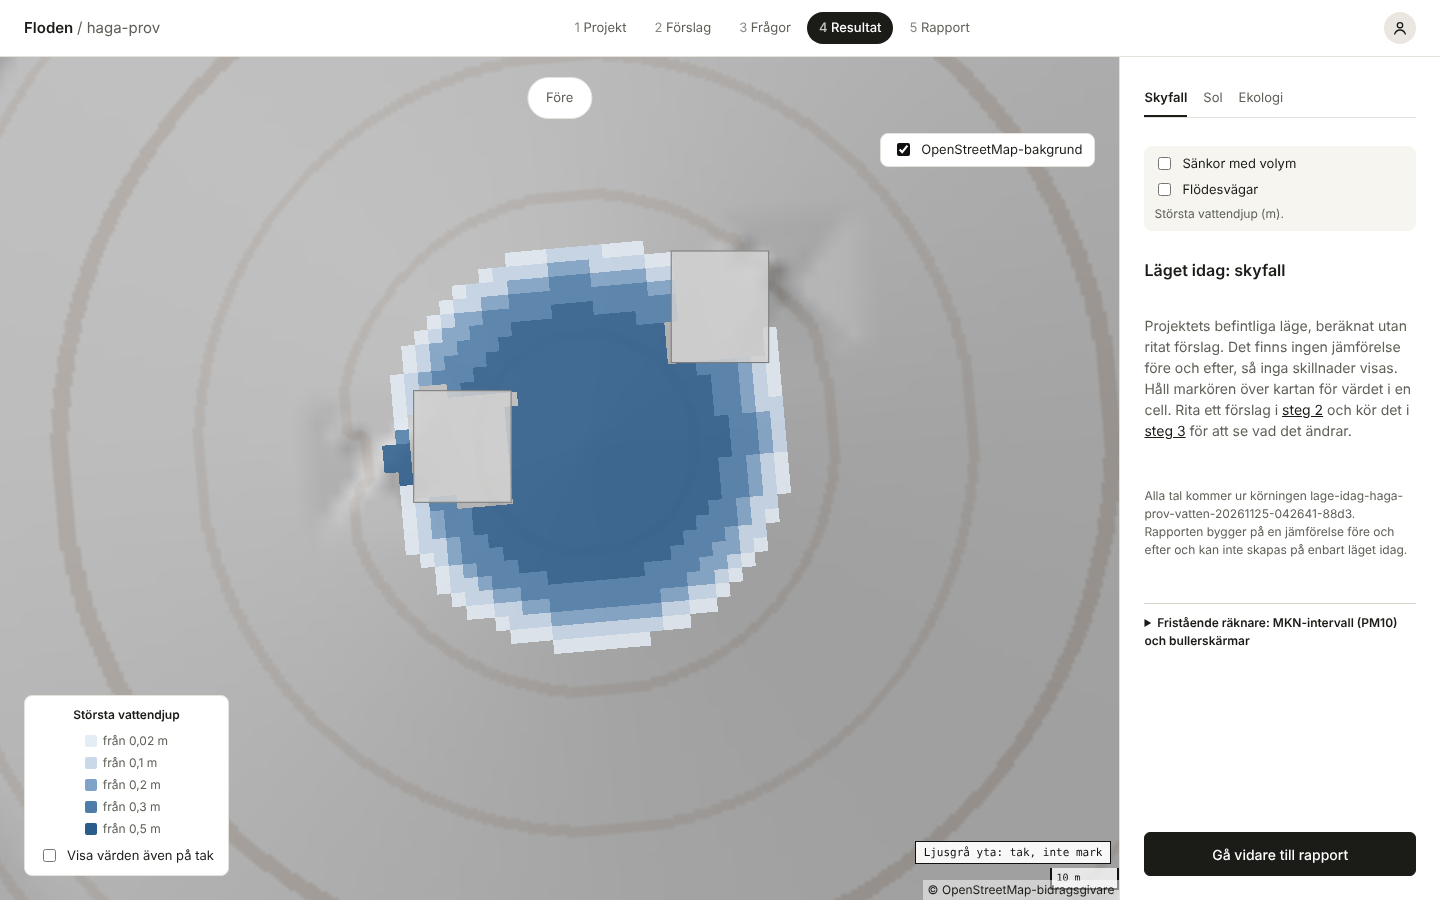 Floden / haga-prov
1 Projekt
2 Förslag
3 Frågor
4 Resultat
5 Rapport
Före
OpenStreetMap-bakgrund
Skyfall
Sol
Ekologi
Sänkor med volym
Flödesvägar
Största vattendjup (m).
Läget idag: skyfall
Projektets befintliga läge, beräknat utan
ritat förslag. Det finns ingen jämförelse
före och efter, så inga skillnader visas.
Håll markören över kartan för värdet i en
cell. Rita ett förslag i steg 2 och kör det i
steg 3 för att se vad det ändrar.
Alla tal kommer ur körningen lage-idag-haga-
prov-vatten-20261125-042641-88d3.
Rapporten bygger på en jämförelse före och
efter och kan inte skapas på enbart läget idag.
Fristående räknare: MKN-intervall (PM10)
och bullerskärmar
Gå vidare till rapport
Största vattendjup
från 0,02 m
från 0,1 m
från 0,2 m
från 0,3 m
från 0,5 m
Visa värden även på tak
Ljusgrå yta: tak, inte mark
10 m
© OpenStreetMap-bidragsgivare